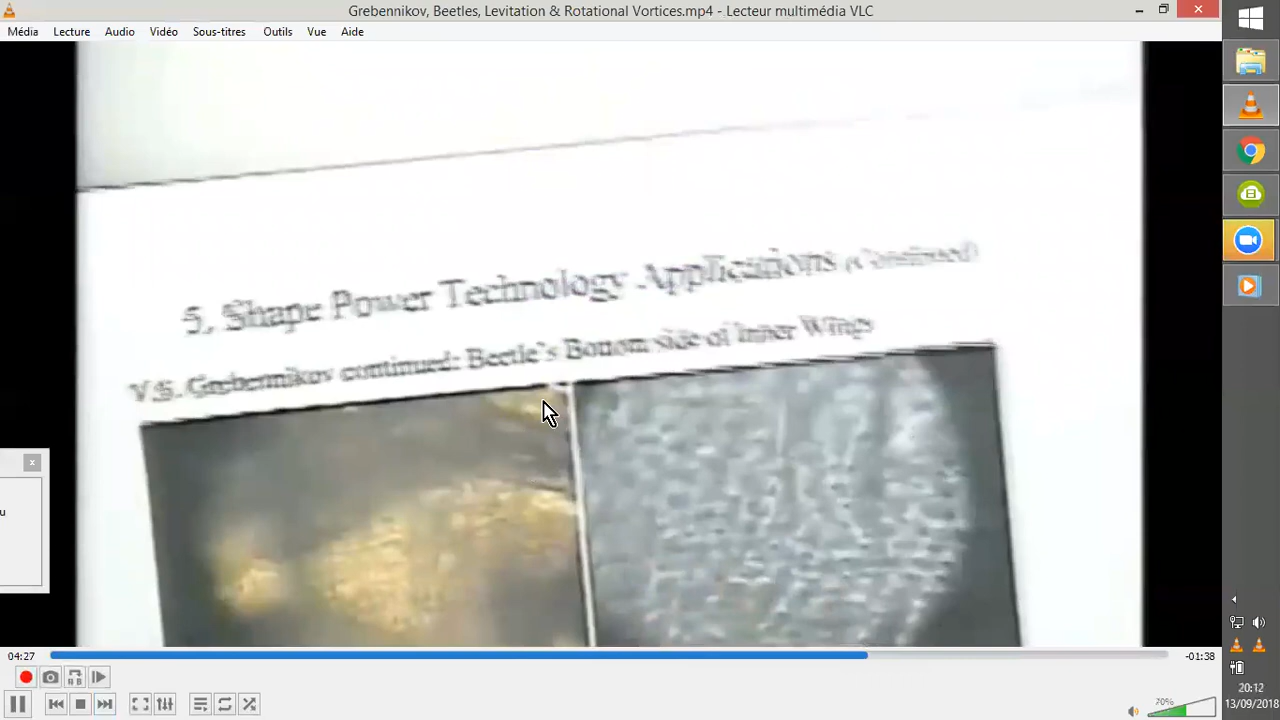 Grebennikov, Beetles, Levitation & Rotational Vortices.mp4 - Lecteur multimédia VLC
Média Lecture Audio Vidéo Sous-titres Outils Vue Aide
5. Shape Power Technology Applications (Continued)
V.S. Grebennikov continued: Beetle's Bottom side of Inner Wings
u
04:27
-01:38
70%
20:12
13/09/2018